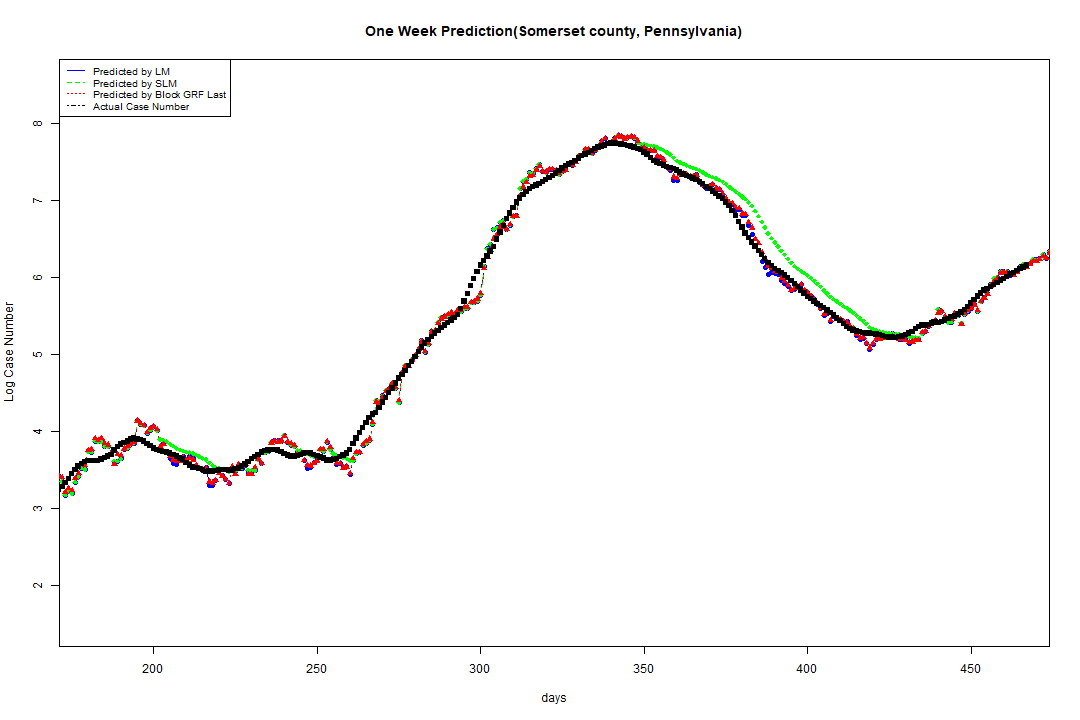 One Week Prediction(Somerset county, Pennsylvania)
Predicted by LM
Predicted by SLM
Predicted by Block GRF Last
Actual Case Number
8
7
6
5
4
3
2
Log Case Number
200 250 300 350 400 450
days